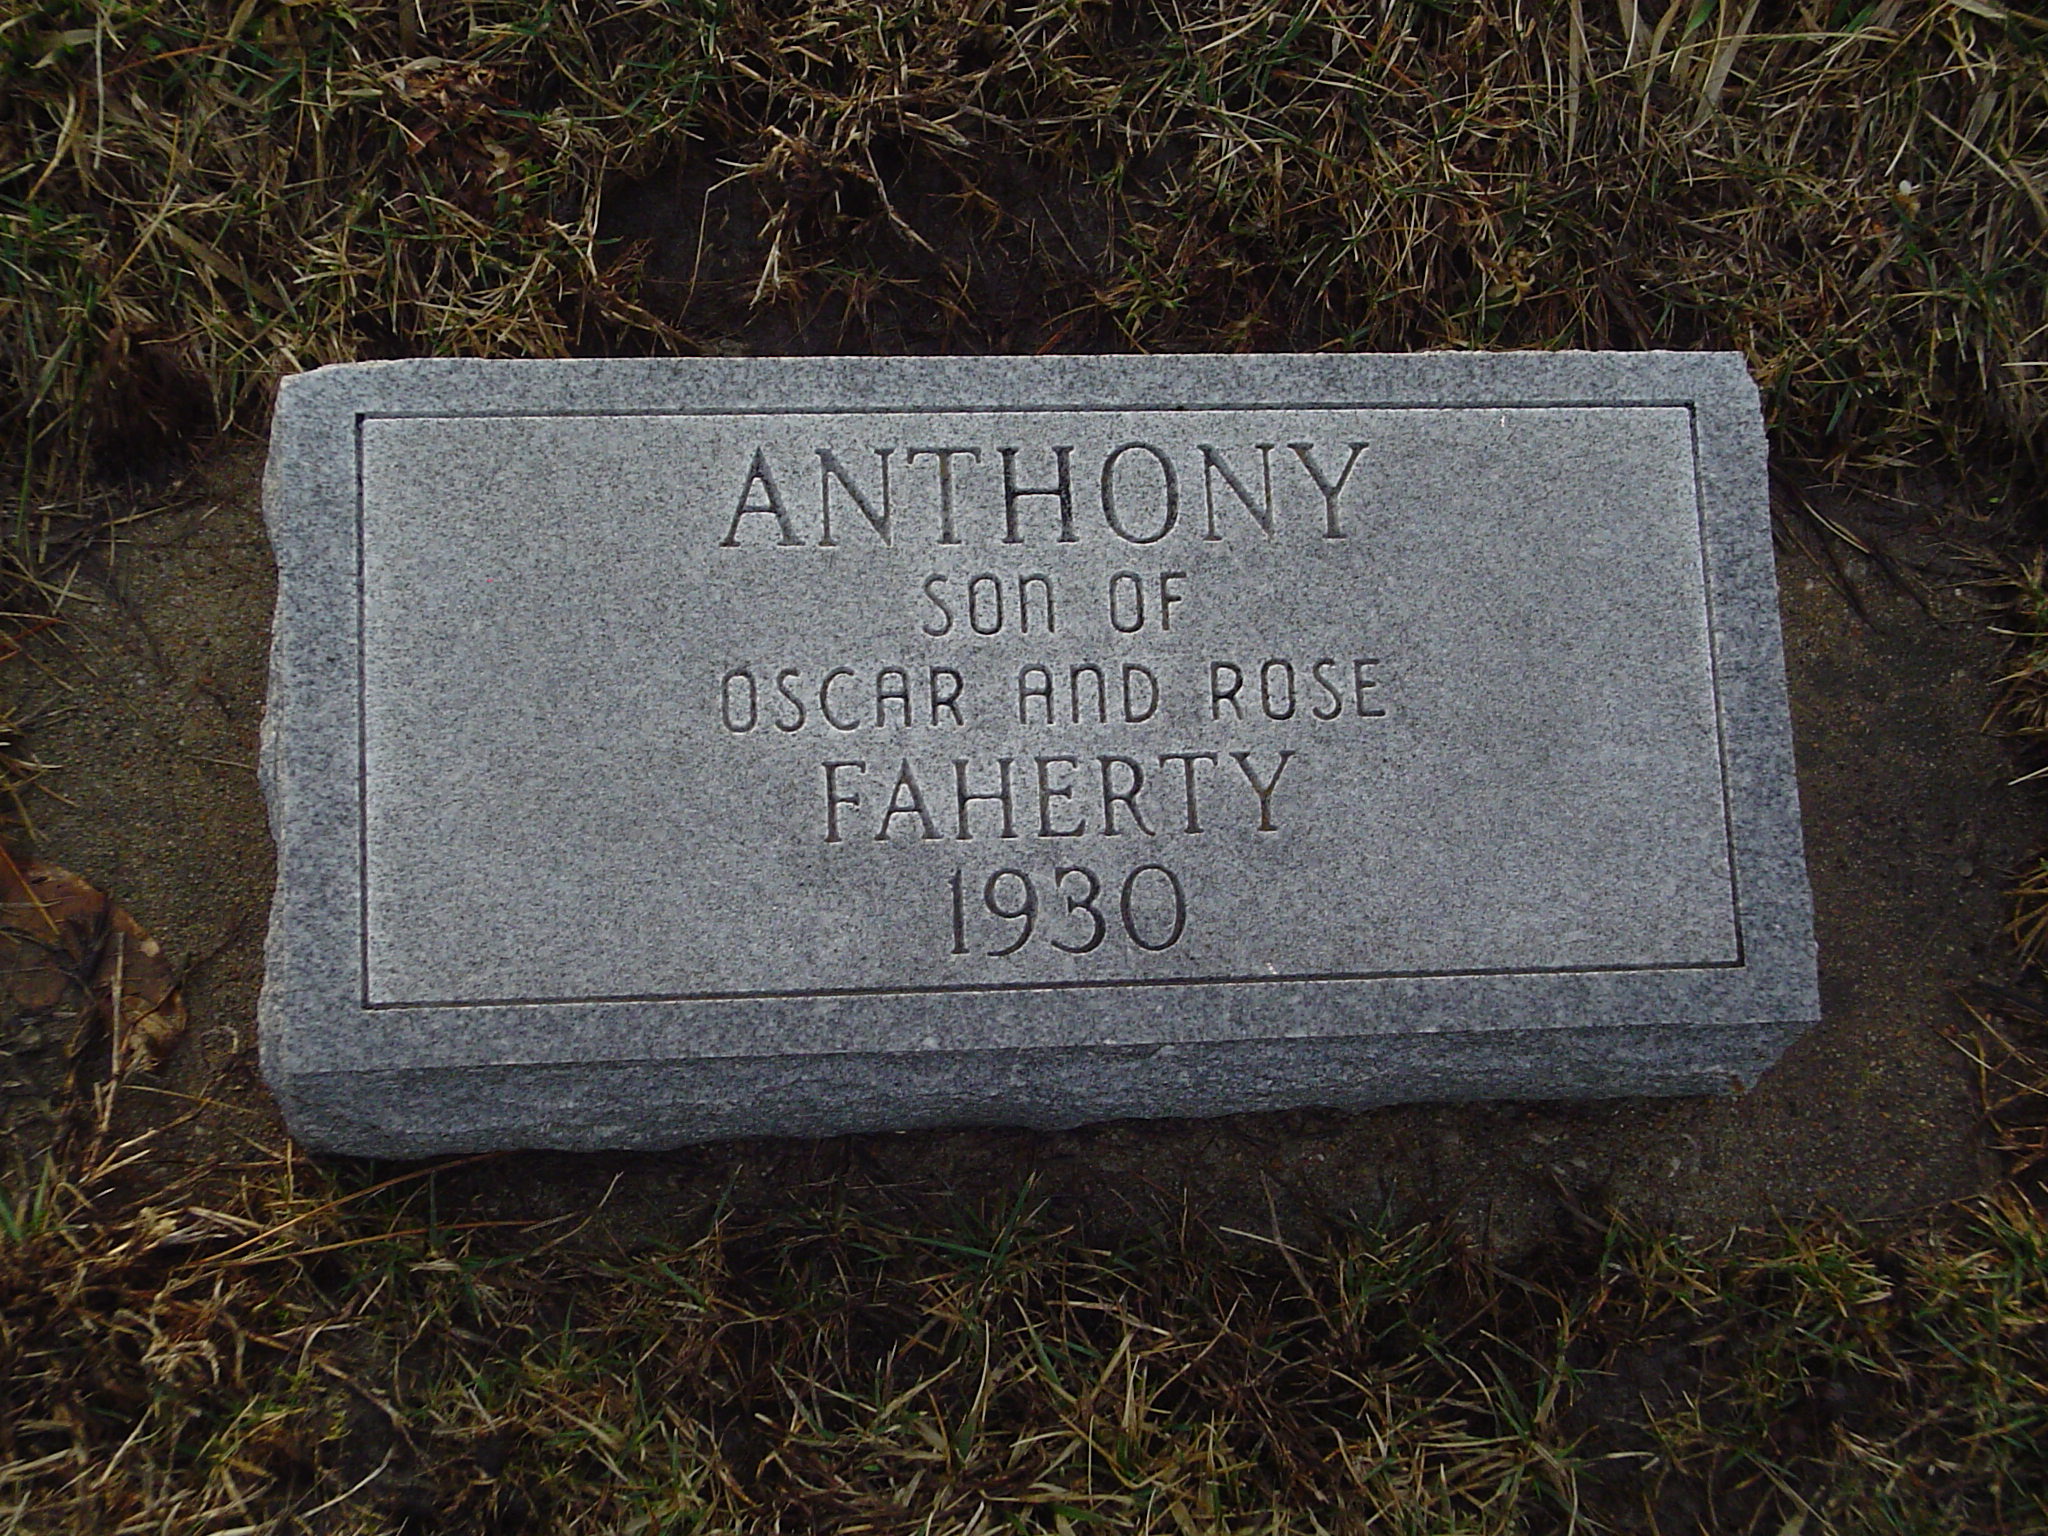 ANTHONY
SON OF
OSCAR AND ROSE
FAHERTY
1930